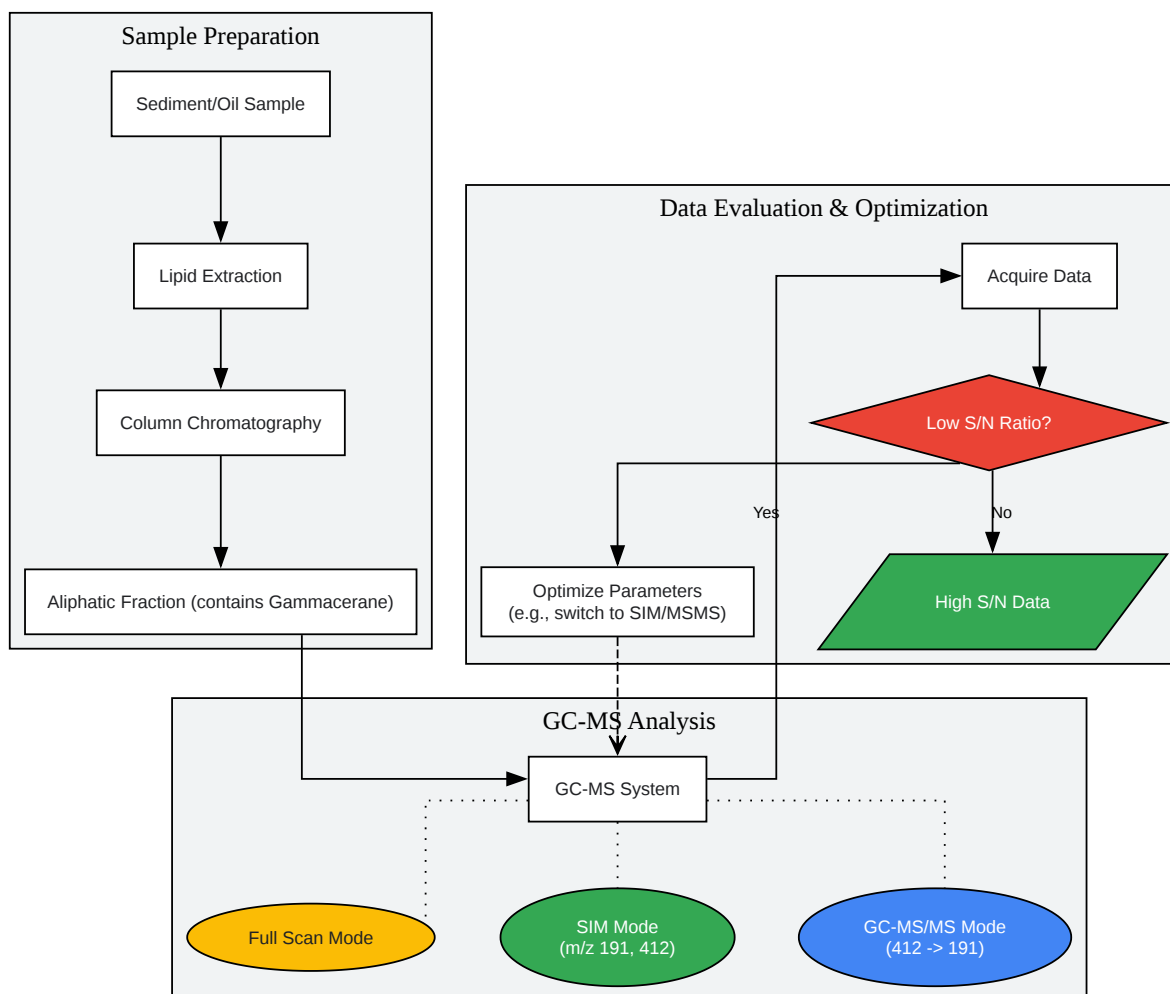 Sample Preparation
Sediment/Oil Sample
Lipid Extraction
Column Chromatography
Aliphatic Fraction (contains Gammacerane)
Data Evaluation & Optimization
Acquire Data
Low S/N Ratio?
Yes
No
Optimize Parameters
(e.g., switch to SIM/MSMS)
High S/N Data
GC-MS Analysis
GC-MS System
Full Scan Mode
SIM Mode
(m/z 191, 412)
GC-MS/MS Mode
(412 -> 191)